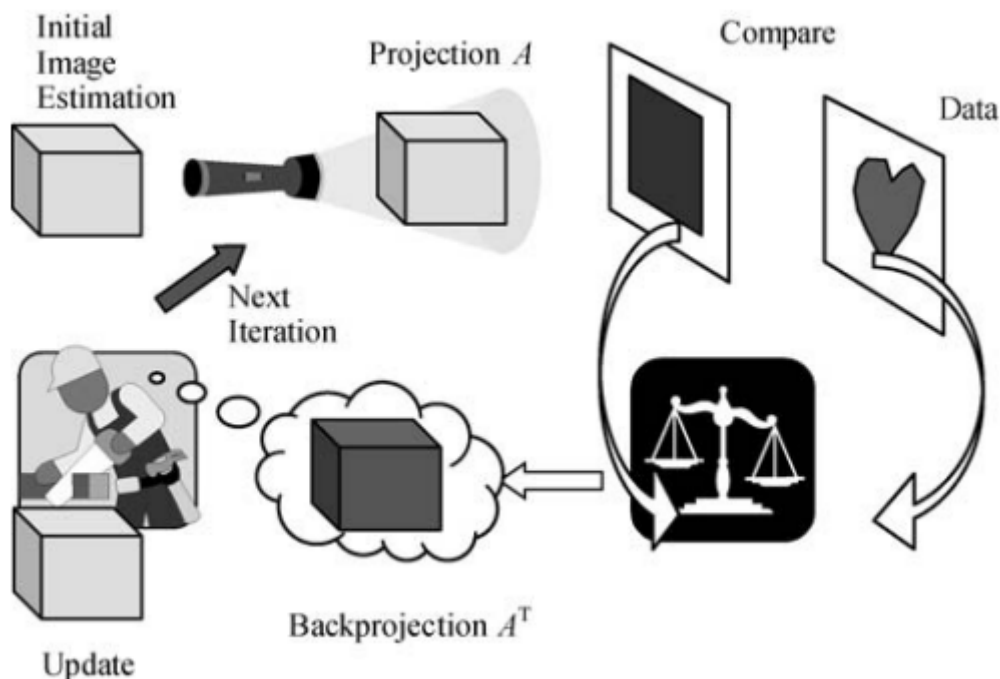 Initial
Image
Estimation
Projection A
Compare
Data
Next
Iteration
Backprojection Aᵀ
Update